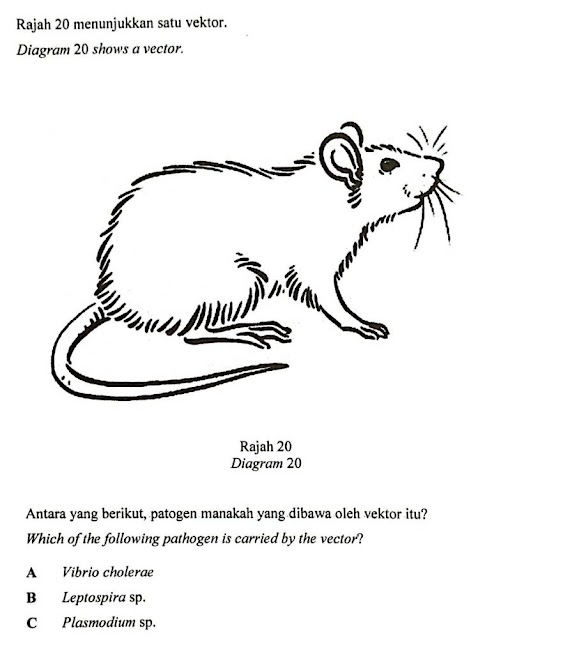 Rajah 20 menunjukkan satu vektor.
Diagram 20 shows a vector.
Rajah 20
Diagram 20
Antara yang berikut, patogen manakah yang dibawa oleh vektor itu?
Which of the following pathogen is carried by the vector?
A Vibrio cholerae
B Leptospira sp.
C Plasmodium sp.